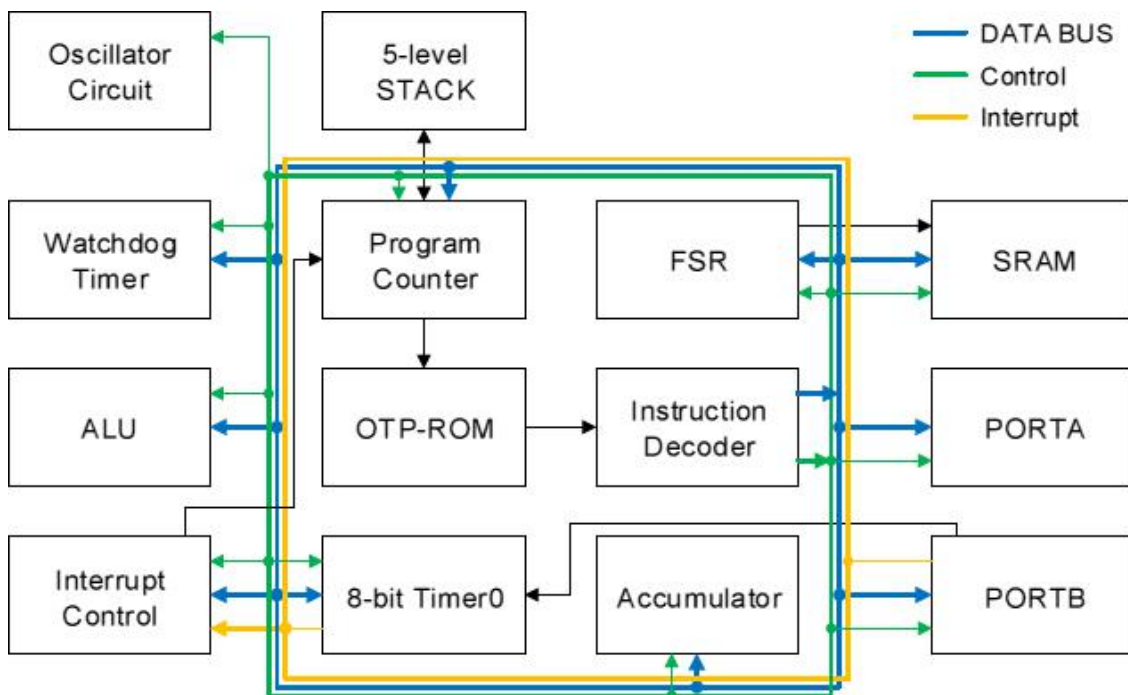 Oscillator
Circuit
5-level
STACK
DATA BUS
Control
Interrupt
Watchdog
Timer
Program
Counter
FSR
SRAM
ALU
OTP-ROM
Instruction
Decoder
PORTA
Interrupt
Control
8-bit Timer0
Accumulator
PORTB